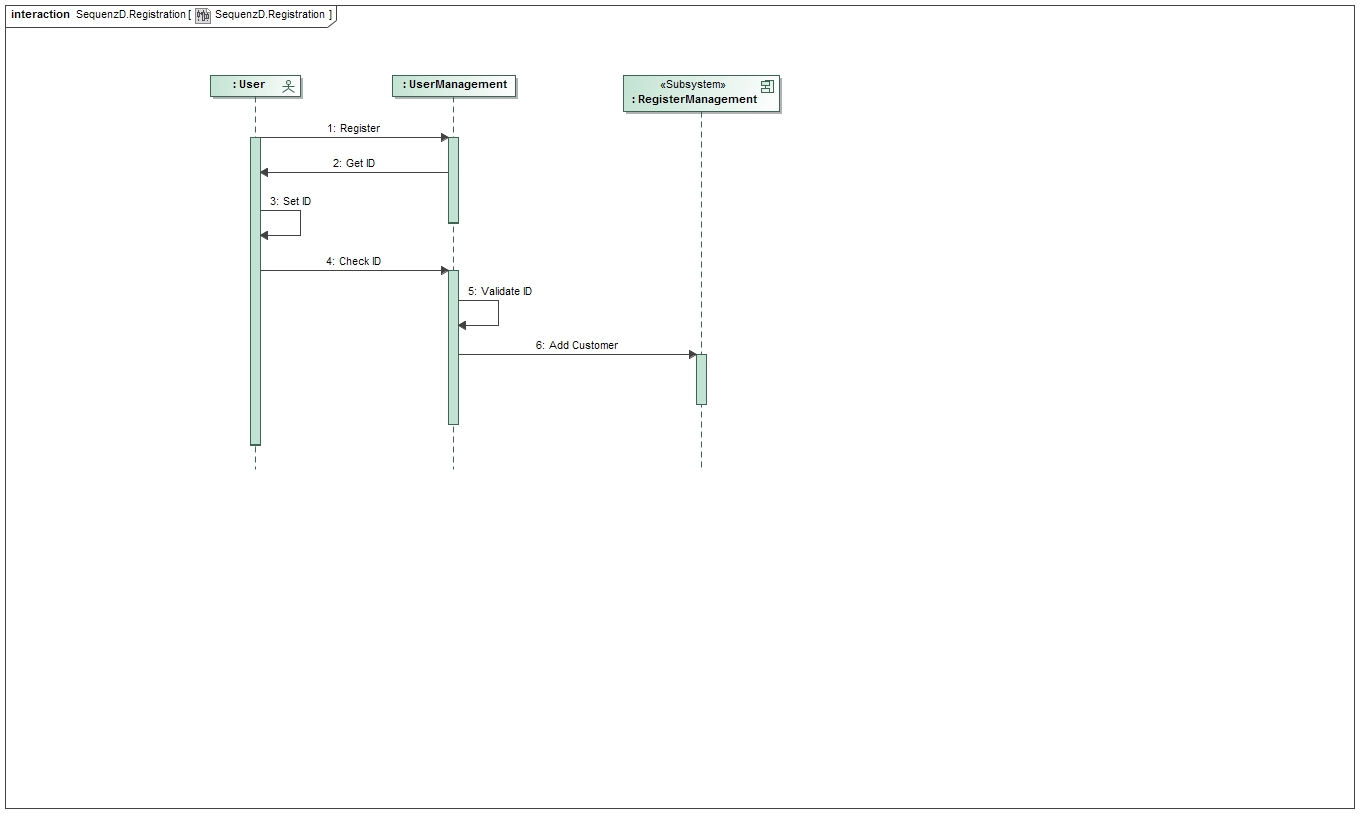 interaction SequenzD.Registration [ SequenzD.Registration ]
: User
: UserManagement
«Subsystem»
: RegisterManagement
1: Register
2: Get ID
3: Set ID
4: Check ID
5: Validate ID
6: Add Customer